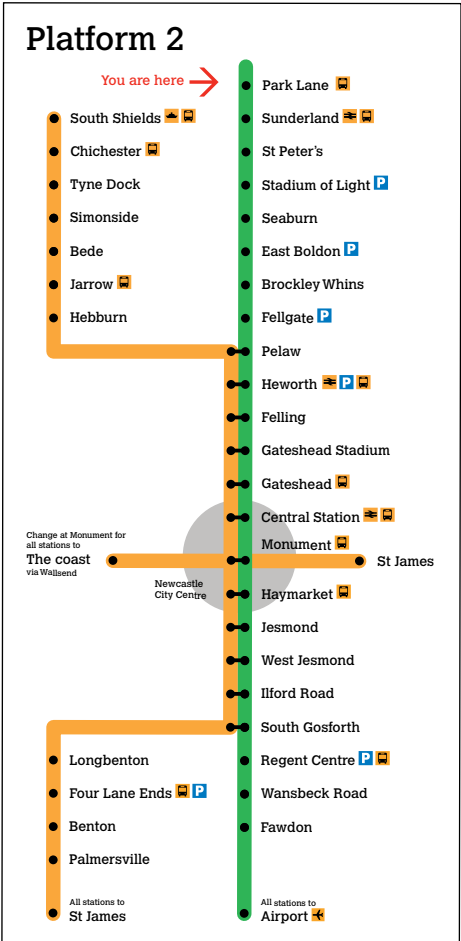 Platform 2
You are here
Park Lane
South Shields
Sunderland
Chichester
St Peter's
Tyne Dock
Stadium of Light P
Simonside
Seaburn
Bede
East Boldon P
Jarrow
Brockley Whins
Hebburn
Fellgate P
Pelaw
Heworth P
Felling
Gateshead Stadium
Gateshead
Central Station
Change at Monument for
all stations to
The coast
via Wallsend
Monument
St James
Newcastle
City Centre
Haymarket
Jesmond
West Jesmond
Ilford Road
South Gosforth
Longbenton
Regent Centre P
Four Lane Ends P
Wansbeck Road
Benton
Fawdon
Palmersville
All stations to
St James
All stations to
Airport